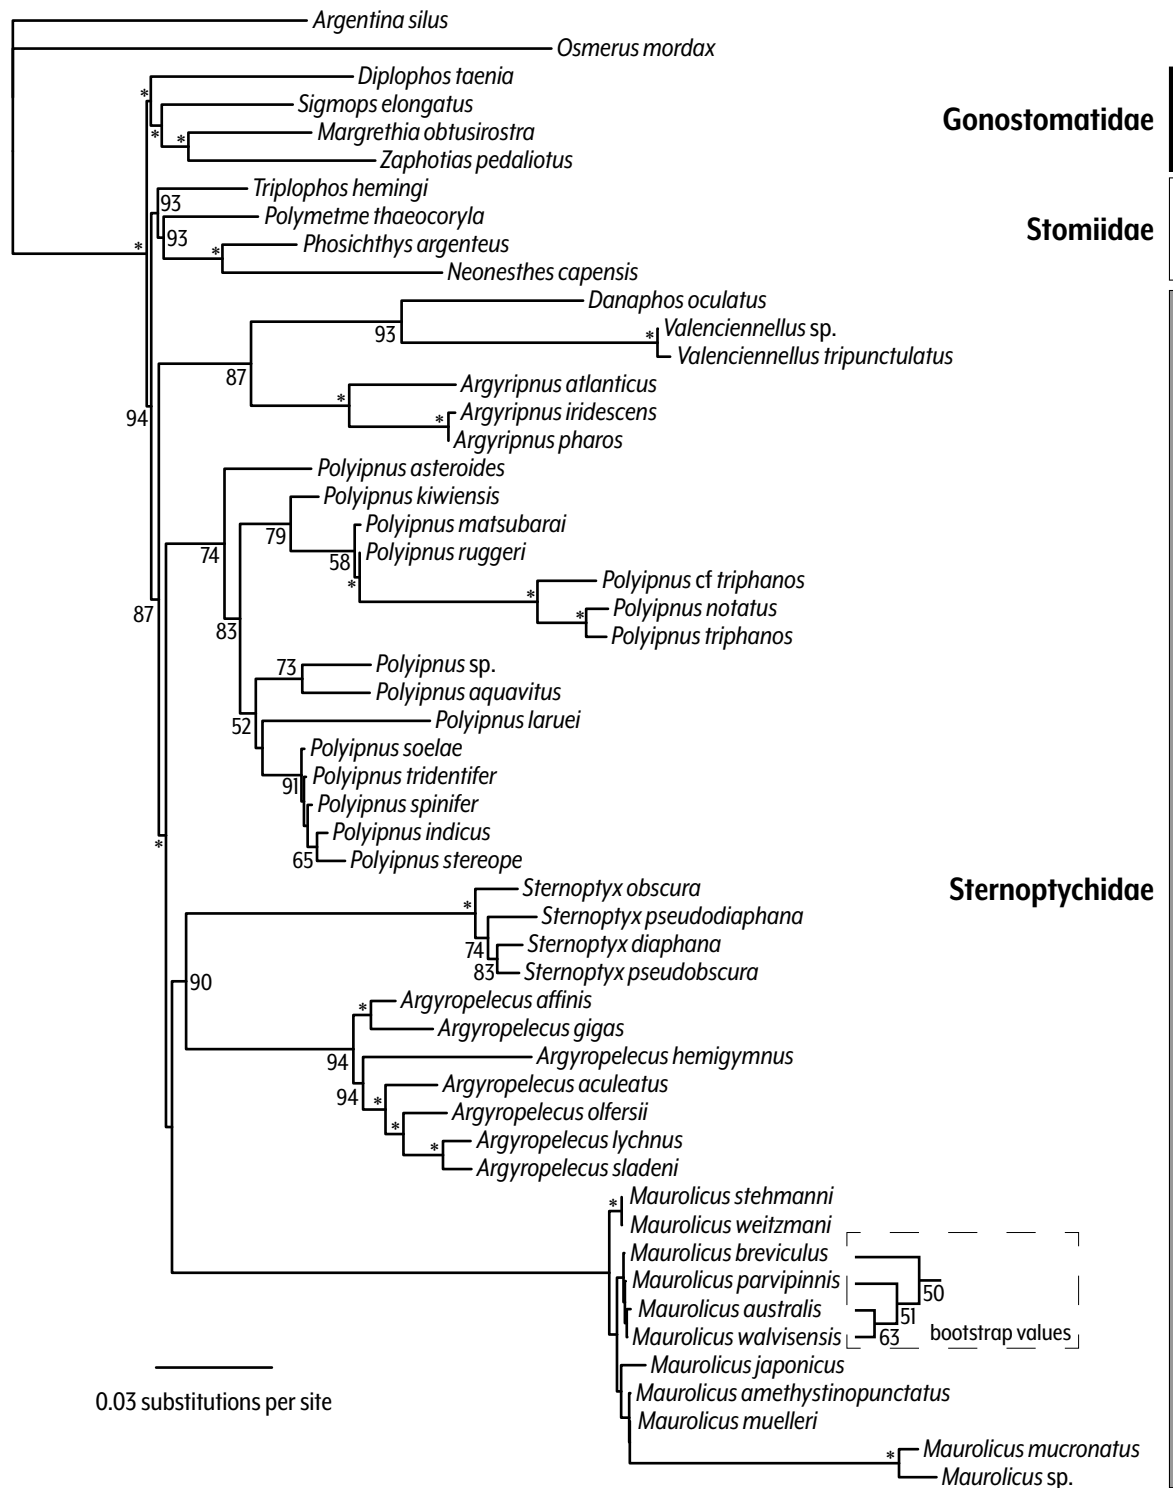 Argentina silus
Osmerus mordax
Diplophos taenia
*
Sigmops elongatus
Gonostomatidae
Margrethia obtusirostra
* *
Zaphotias pedaliotus
Triplophos hemingi
93
Polymetme thaeocoryla
Stomiidae
93
Phosichthys argenteus
* *
Neonesthes capensis
Danaphos oculatus
Valenciennellus sp.
93 *
Valenciennellus tripunctulatus
87
Argyripnus atlanticus
*
Argyripnus iridescens
94 *
Argyripnus pharos
Polyipnus asteroides
Polyipnus kiwiensis
Polyipnus matsubarai
79
Polyipnus ruggeri
74 58
Polyipnus cf triphanos
* *
Polyipnus notatus
87 *
83
Polyipnus triphanos
73 Polyipnus sp.
Polyipnus aquavitus
Polyipnus laruei
52
Polyipnus soelae
Polyipnus tridentifer
91
Polyipnus spinifer
Polyipnus indicus
*
65 Polyipnus stereope
Sternoptyx obscura
Sternoptychidae
*
Sternoptyx pseudodiaphana
Sternoptyx diaphana
74
Sternoptyx pseudobscura
83
90
Argyropelecus affinis
*
Argyropelecus gigas
Argyropelecus hemigymnus
94
Argyropelecus aculeatus
94 *
Argyropelecus olfersii
*
Argyropelecus lychnus
*
Argyropelecus sladeni
Maurolicus stehmanni
*
Maurolicus weitzmani
Maurolicus breviculus
Maurolicus parvipinnis
50
Maurolicus australis
51
Maurolicus walvisensis
63 bootstrap values
Maurolicus japonicus
0.03 substitutions per site
Maurolicus amethystinopunctatus
Maurolicus muelleri
Maurolicus mucronatus
*
Maurolicus sp.